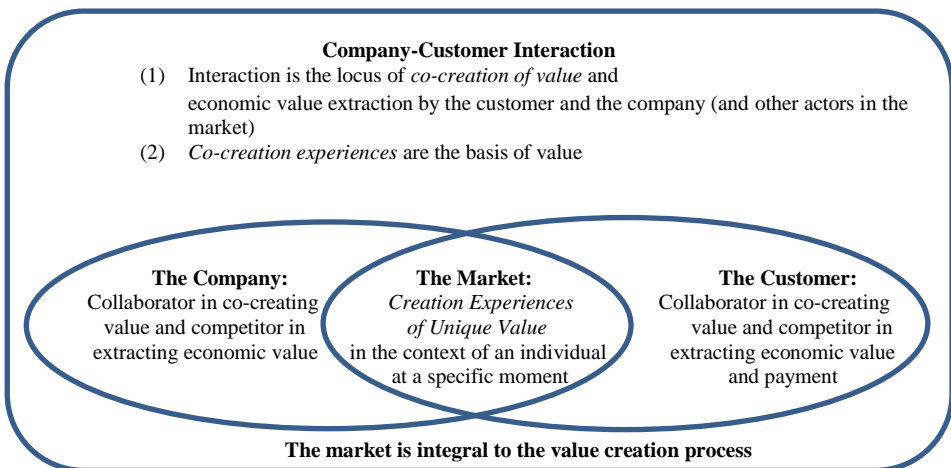 Company-Customer Interaction
(1) Interaction is the locus of co-creation of value and
economic value extraction by the customer and the company (and other actors in the
market)
(2) Co-creation experiences are the basis of value
The Company:
Collaborator in co-creating
value and competitor in
extracting economic value
The Market:
Creation Experiences
of Unique Value
in the context of an individual
at a specific moment
The Customer:
Collaborator in co-creating
value and competitor in
extracting economic value
and payment
The market is integral to the value creation process